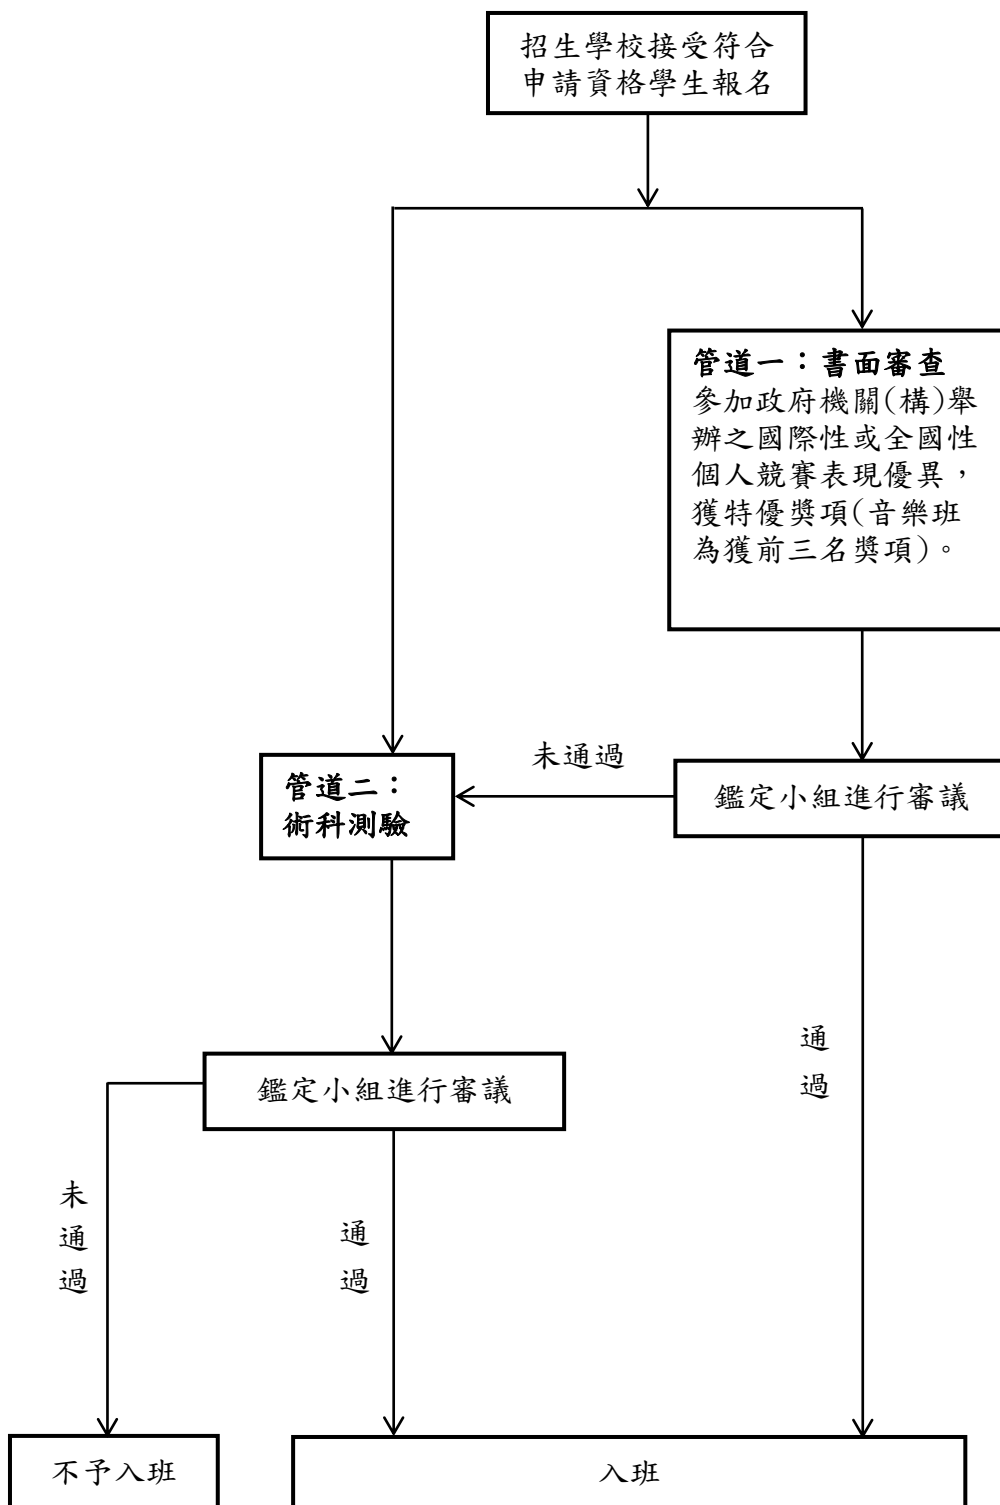 招生學校接受符合
申請資格學生報名
管道一：書面審查
參加政府機關(構)舉
辦之國際性或全國性
個人競賽表現優異，
獲特優獎項(音樂班
為獲前三名獎項)。
未通過
管道二：
術科測驗
鑑定小組進行審議
通過
鑑定小組進行審議
未通過
通過
不予入班
入班